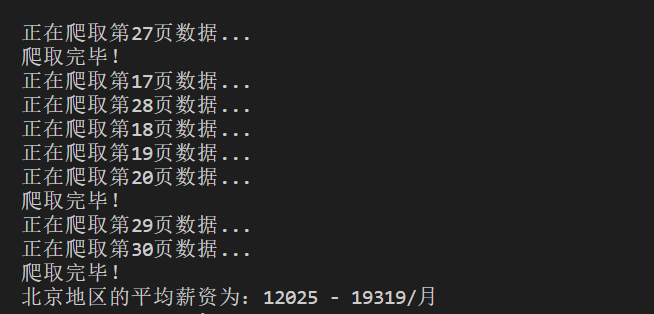 正在爬取第27页数据...
爬取完毕！
正在爬取第17页数据...
正在爬取第28页数据...
正在爬取第18页数据...
正在爬取第19页数据...
正在爬取第20页数据...
爬取完毕！
正在爬取第29页数据...
正在爬取第30页数据...
爬取完毕！
北京地区的平均薪资为：12025 - 19319/月